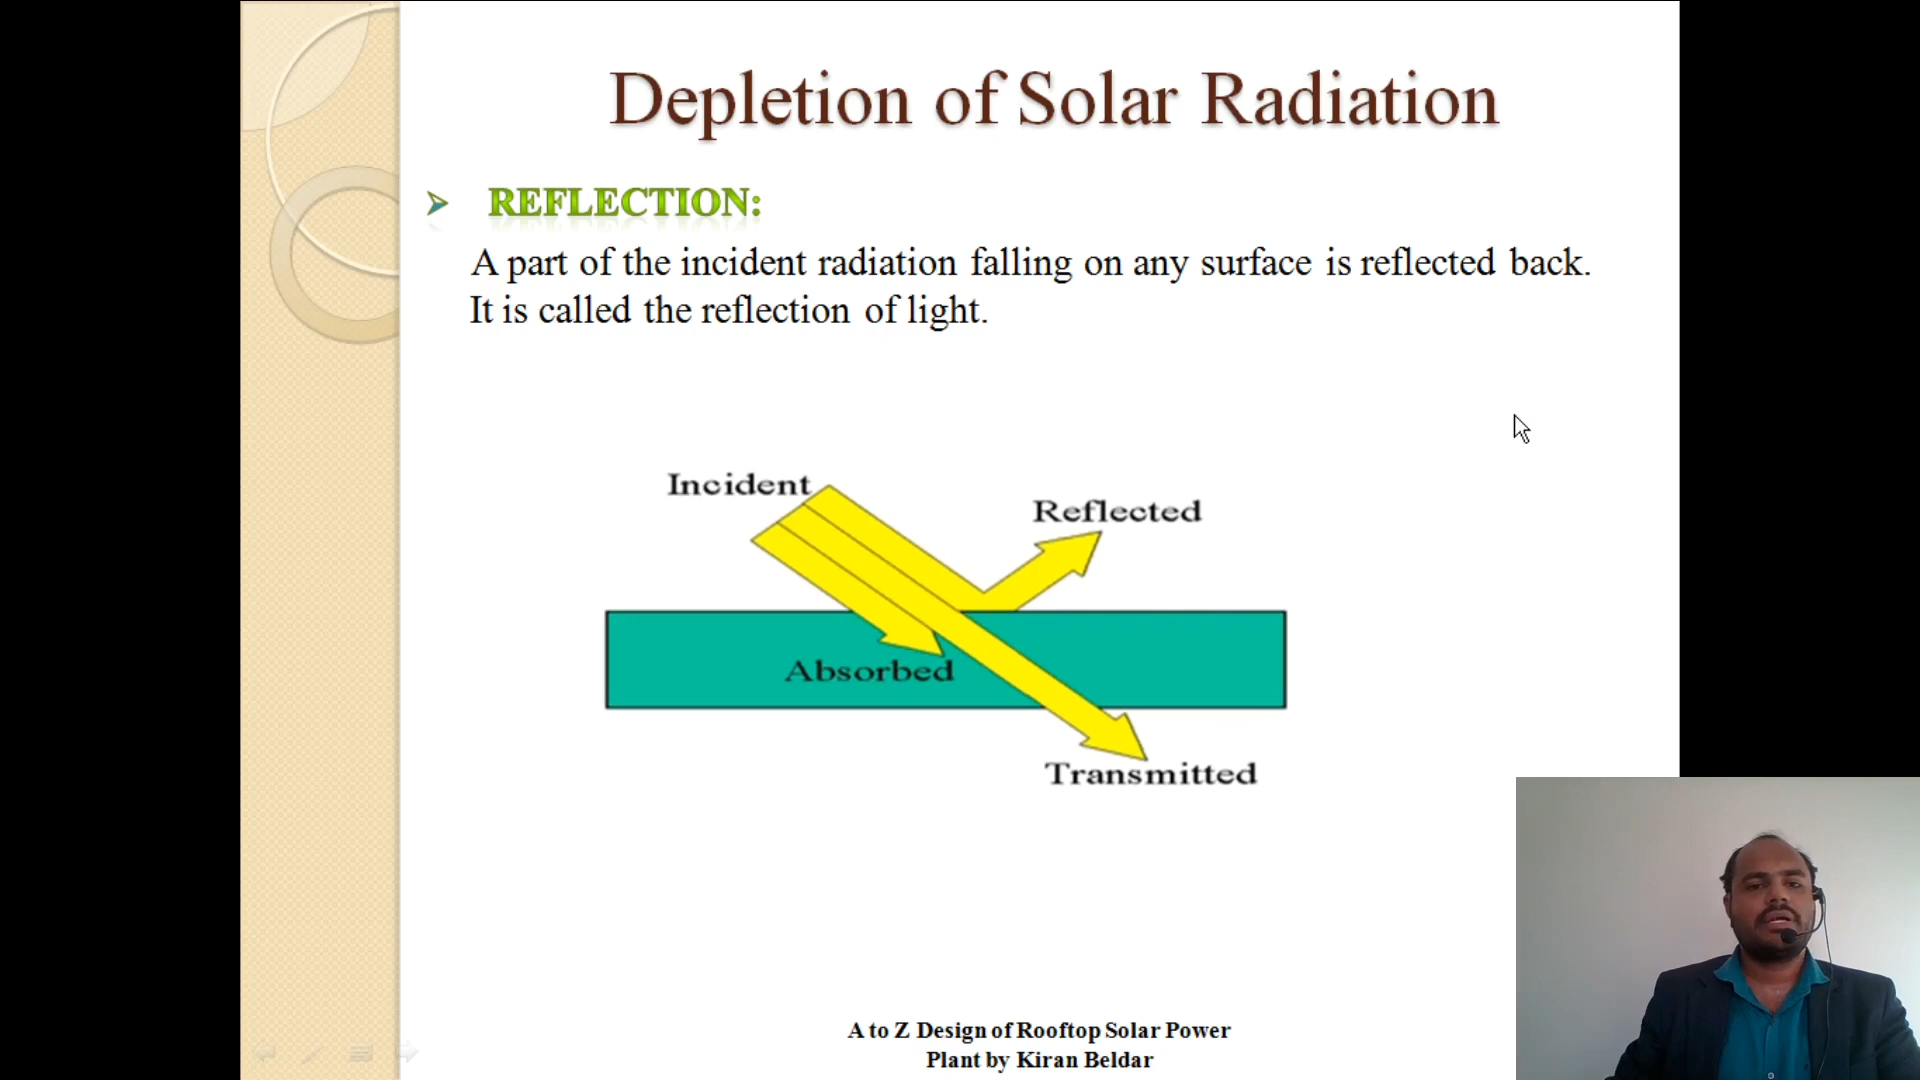 Depletion of Solar Radiation
REFLECTION:
A part of the incident radiation falling on any surface is reflected back.
It is called the reflection of light.
Incident
Reflected
Absorbed
Transmitted
A to Z Design of Rooftop Solar Power
Plant by Kiran Beldar